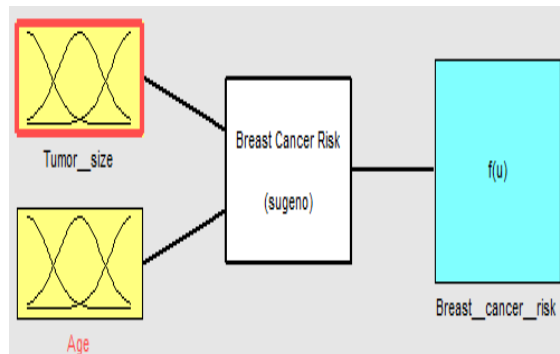 Tumor__size
Breast Cancer Risk
(sugeno)
f(u)
Breast__cancer__risk
Age